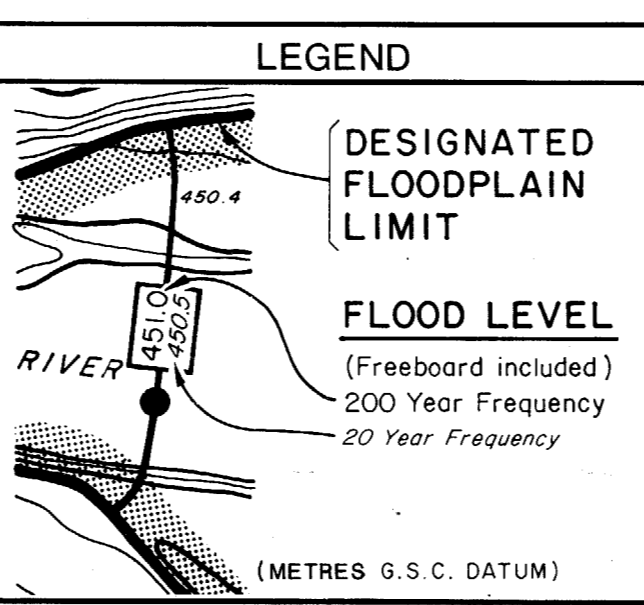 LEGEND
DESIGNATED
FLOODPLAIN
LIMIT
450.4
451.0
450.5
RIVER
FLOOD LEVEL
(Freeboard included)
200 Year Frequency
20 Year Frequency
(METRES G.S.C. DATUM)